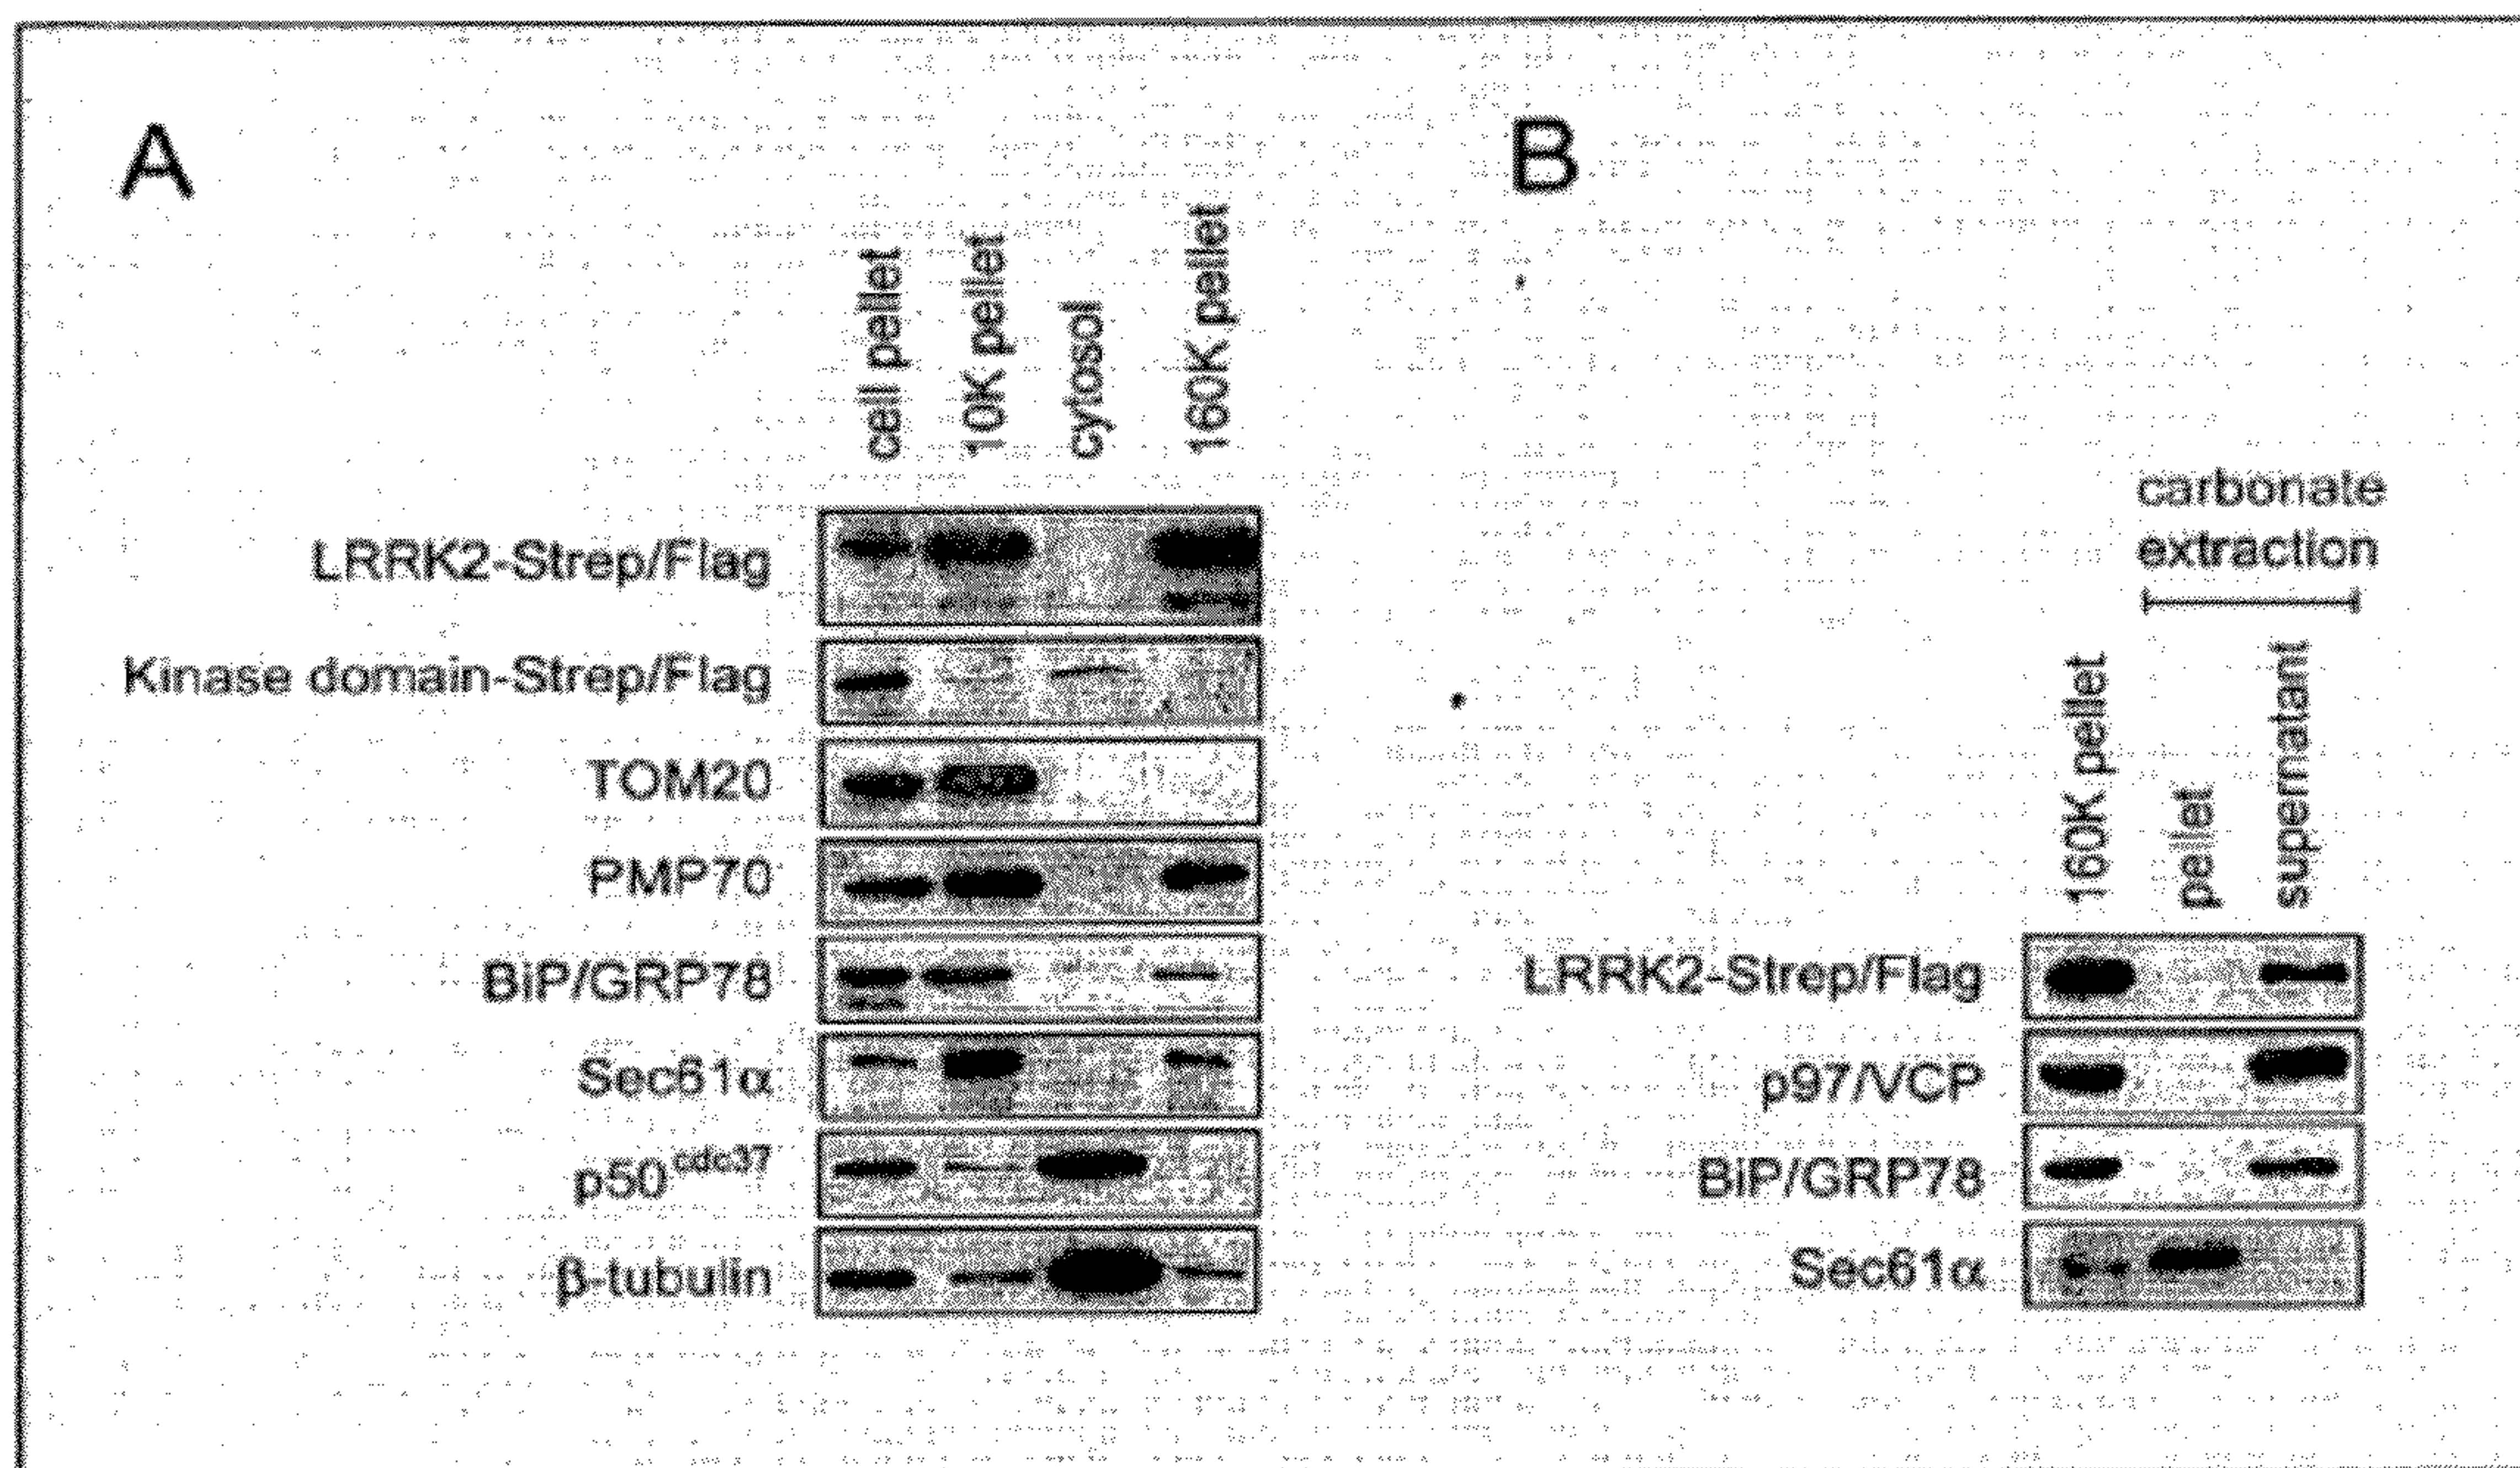 A
cell pellet
10K pellet
cytosol
160K pellet
LRRK2-Strep/Flag
Kinase domain-Strep/Flag
TOM20
PMP70
BiP/GRP78
Sec61α
p50cdc37
β-tubulin
B
carbonate
extraction
160K pellet
pellet
supernatant
LRRK2-Strep/Flag
p97/VCP
BiP/GRP78
Sec61α